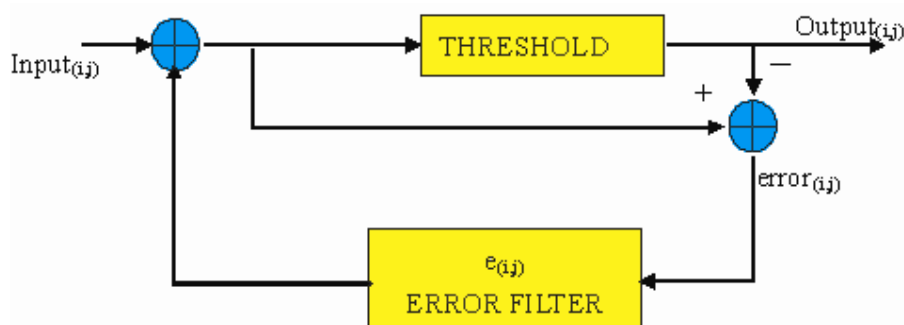 Output(i,j)
THRESHOLD
Input(i,j)
−
+
error(i,j)
e(i,j)
ERROR FILTER